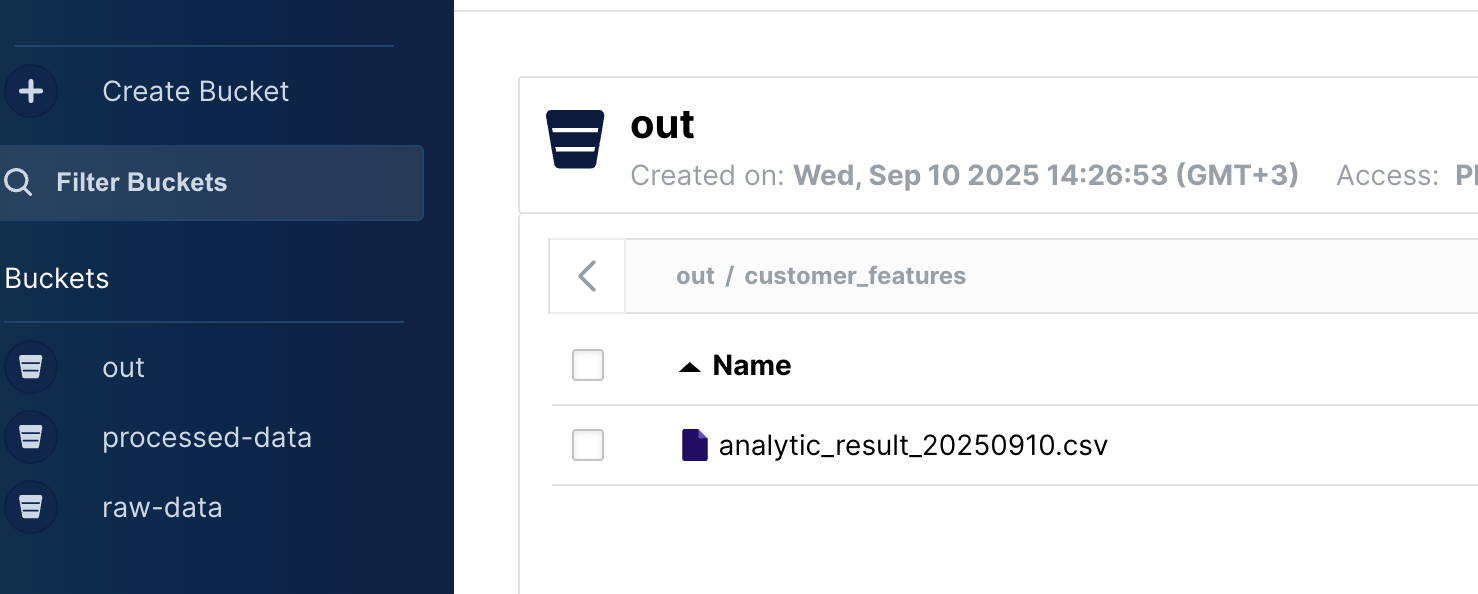 Create Bucket
Filter Buckets
Buckets
out
processed-data
raw-data
out
Created on: Wed, Sep 10 2025 14:26:53 (GMT+3) Access:
out / customer_features
Name
analytic_result_20250910.csv